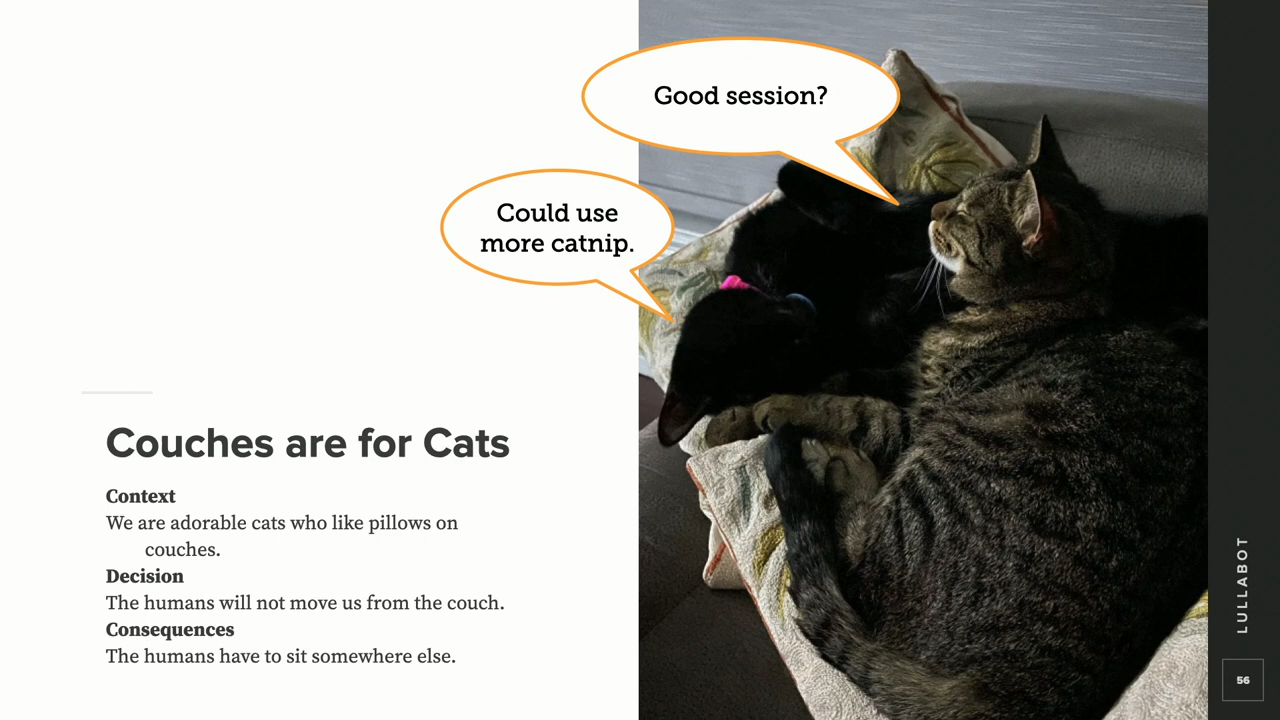 Good session?
Could use
more catnip.
Couches are for Cats
Context
We are adorable cats who like pillows on
couches.
Decision
The humans will not move us from the couch.
Consequences
The humans have to sit somewhere else.
LULLABOT
56